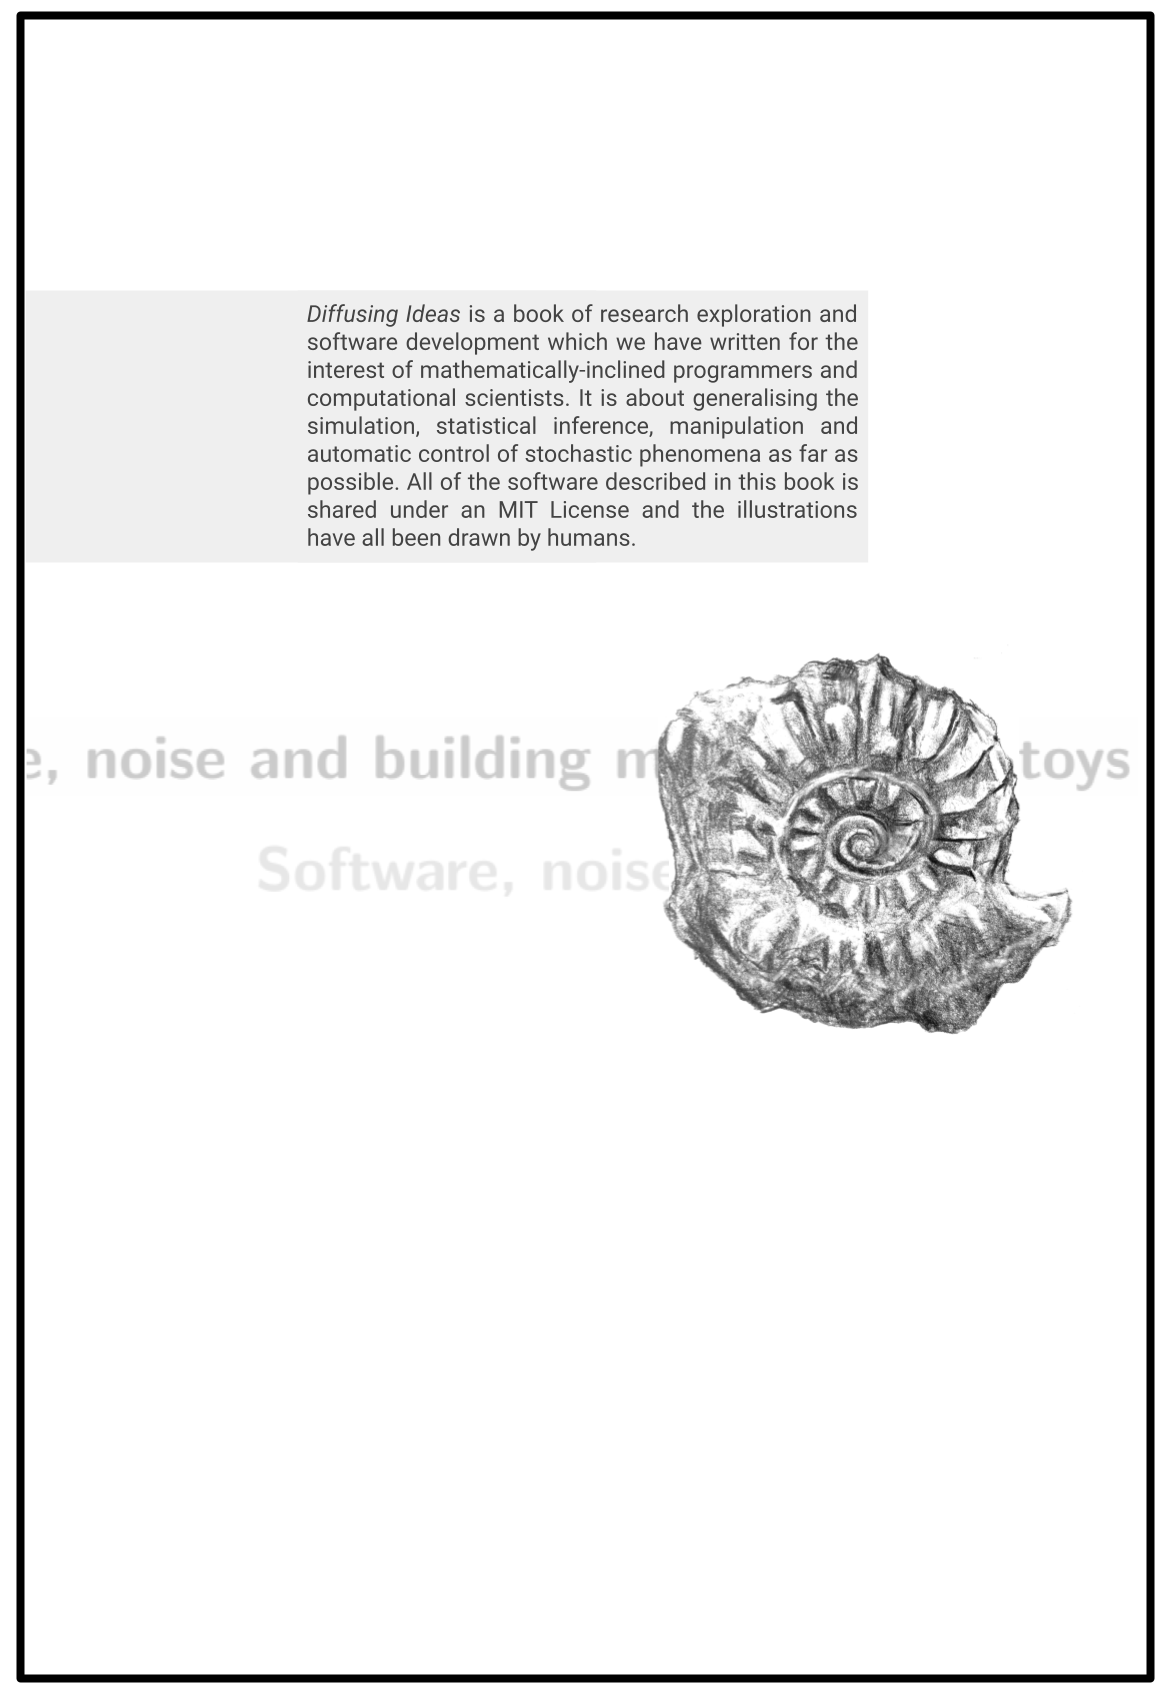 Diffusing Ideas is a book of research exploration and
software development which we have written for the
interest of mathematically-inclined programmers and
computational scientists. It is about generalising the
simulation, statistical inference, manipulation and
automatic control of stochastic phenomena as far as
possible. All of the software described in this book is
shared under an MIT License and the illustrations
have all been drawn by humans.
noise and building toys
Software, noise